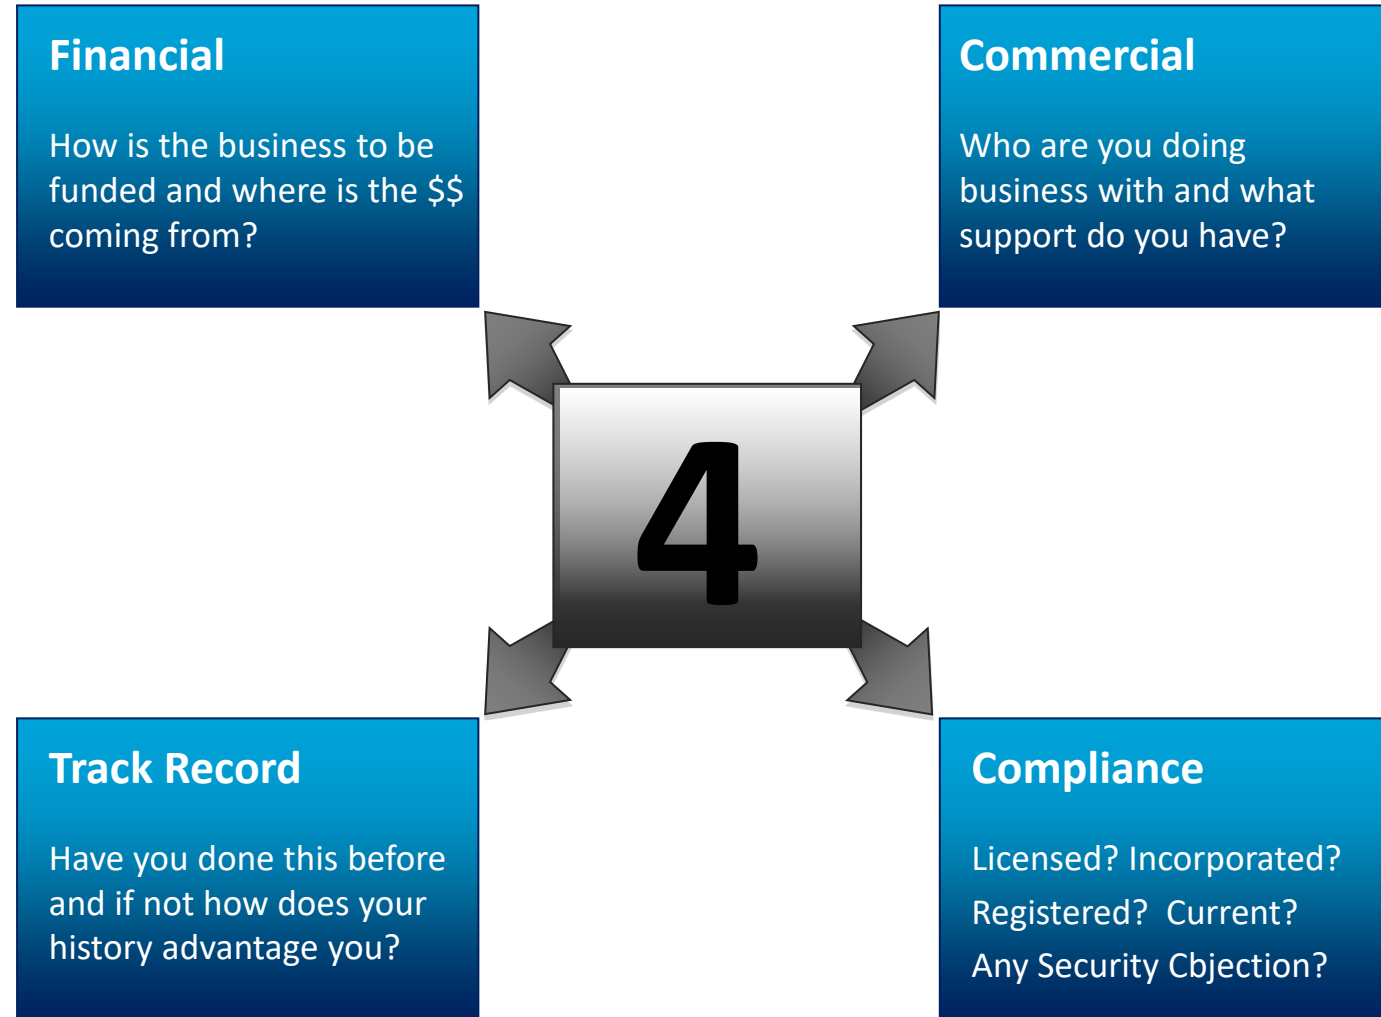 Financial
How is the business to be
funded and where is the $$
coming from?
Commercial
Who are you doing
business with and what
support do you have?
4
Track Record
Have you done this before
and if not how does your
history advantage you?
Compliance
Licensed? Incorporated?
Registered?  Current?
Any Security Cbjection?